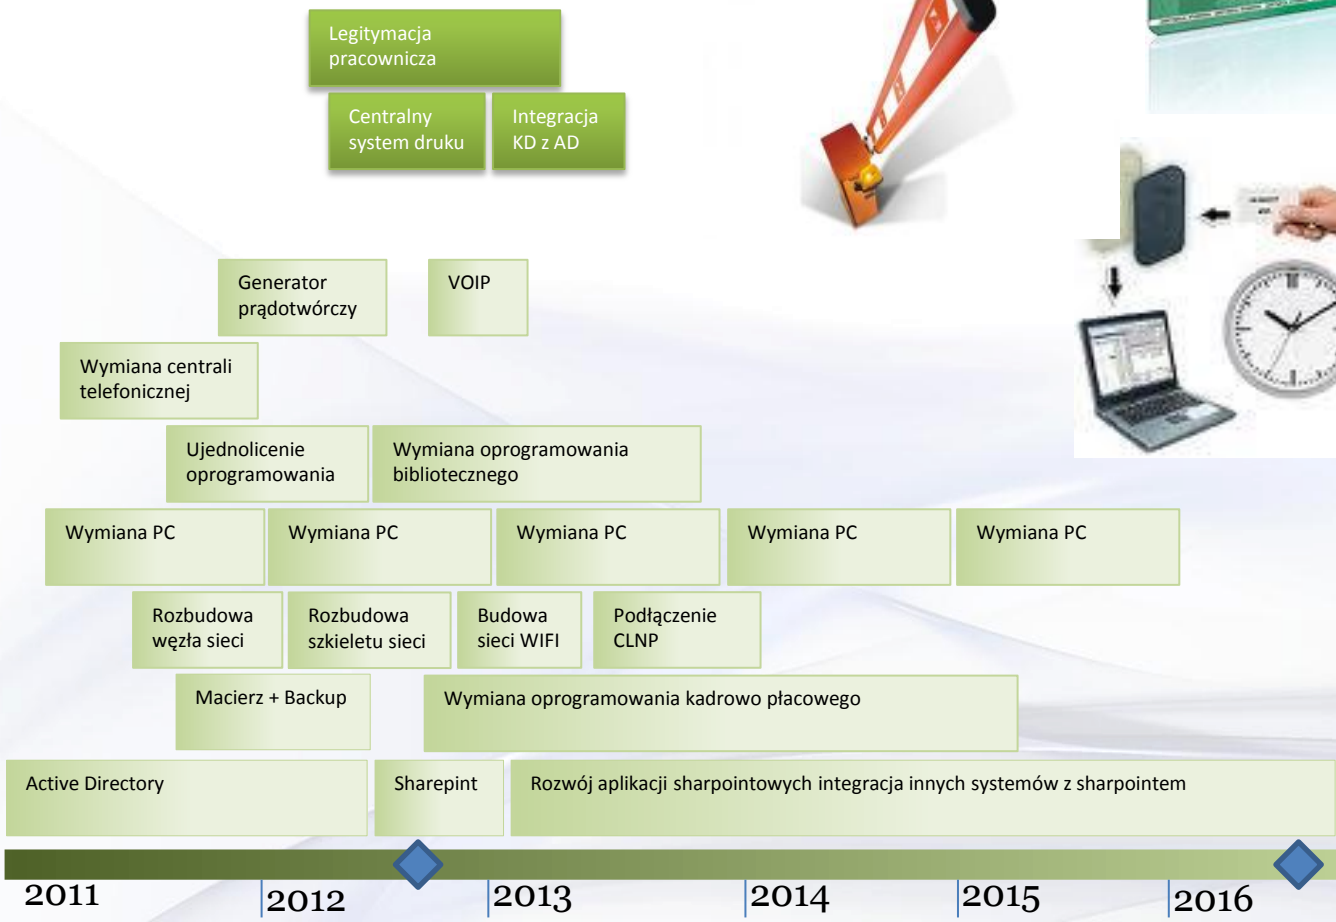 Legitymacja
pracownicza
Centralny
system druku
Integracja
KD z AD
Generator
prądotwórczy
VOIP
Wymiana centrali
telefonicznej
Ujednolicenie
oprogramowania
Wymiana oprogramowania
bibliotecznego
Wymiana PC
Wymiana PC
Wymiana PC
Wymiana PC
Wymiana PC
Rozbudowa
węzła sieci
Rozbudowa
szkieletu sieci
Budowa
sieci WIFI
Podłączenie
CLNP
Macierz + Backup
Wymiana oprogramowania kadrowo płacowego
Active Directory
Sharepint
Rozwój aplikacji sharpointowych integracja innych systemów z sharpointem
2011
2012
2013
2014
2015
2016